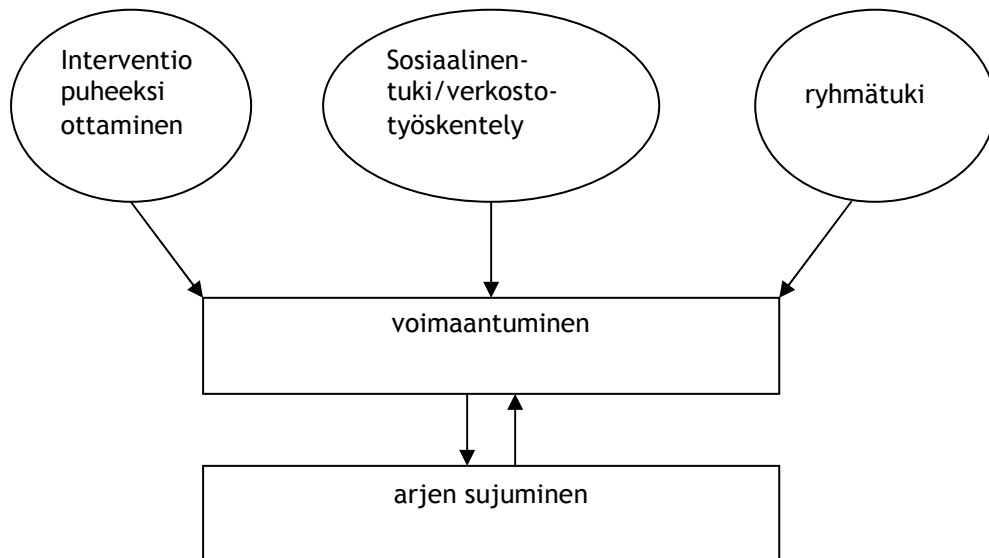 Interventio
puheeksi
ottaminen
Sosiaalinen-
tuki/verkosto-
työskentely
ryhmätuki
voimaantuminen
arjen sujuminen